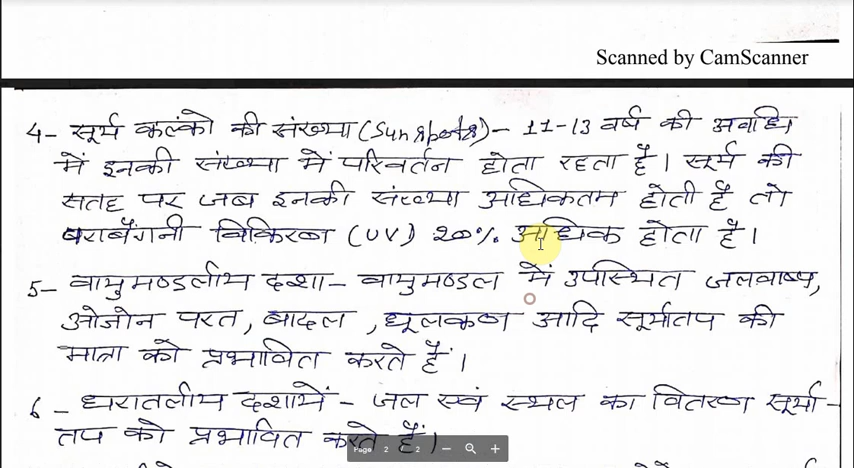 Scanned by CamScanner
4- सूर्य कलंको की संख्या (Sun spots) - 11-13 वर्ष की अवधि
में इनकी संख्या में परिवर्तन होता रहता है। सूर्य की
सतह पर जब इनकी संख्या अधिकतम होती है तो
पराबैंगनी विकिरण (UV) 20% अधिक होता है।
5- वायुमण्डलीय दशा - वायुमण्डल में उपस्थित जलवाष्प,
ओजोन परत, बादल, धूलकण आदि सूर्यातप की
मात्रा को प्रभावित करते हैं।
6- धरातलीय दशायें - जल एवं स्थल का वितरण सूर्या-
तप को प्रभावित करते हैं।
Page 2 / 2